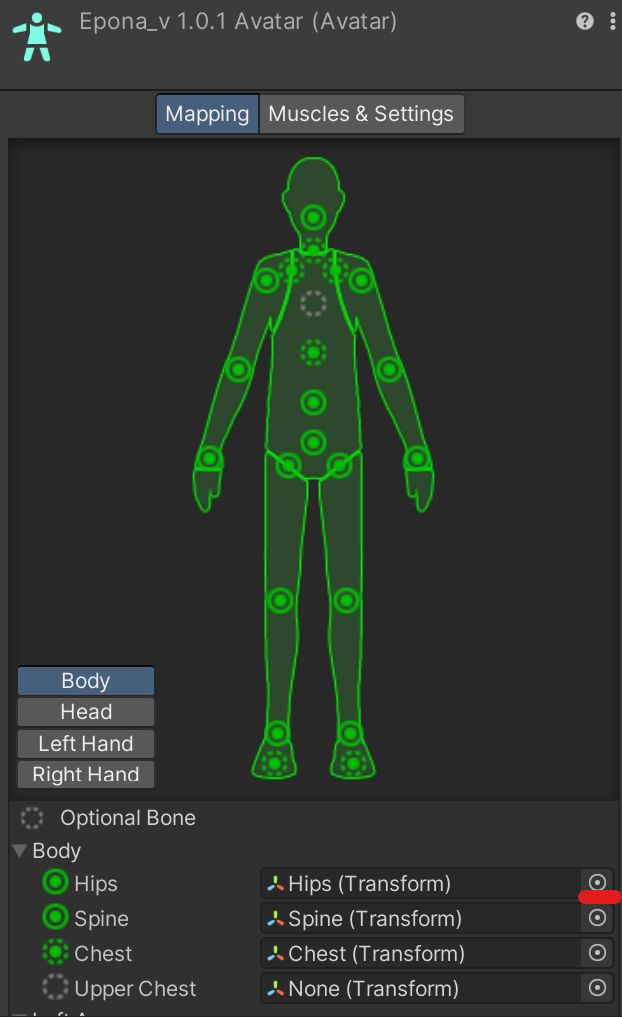 Epona_v 1.0.1 Avatar (Avatar)
Mapping Muscles & Settings
Body
Head
Left Hand
Right Hand
Optional Bone
Body
Hips Hips (Transform)
Spine Spine (Transform)
Chest Chest (Transform)
Upper Chest None (Transform)